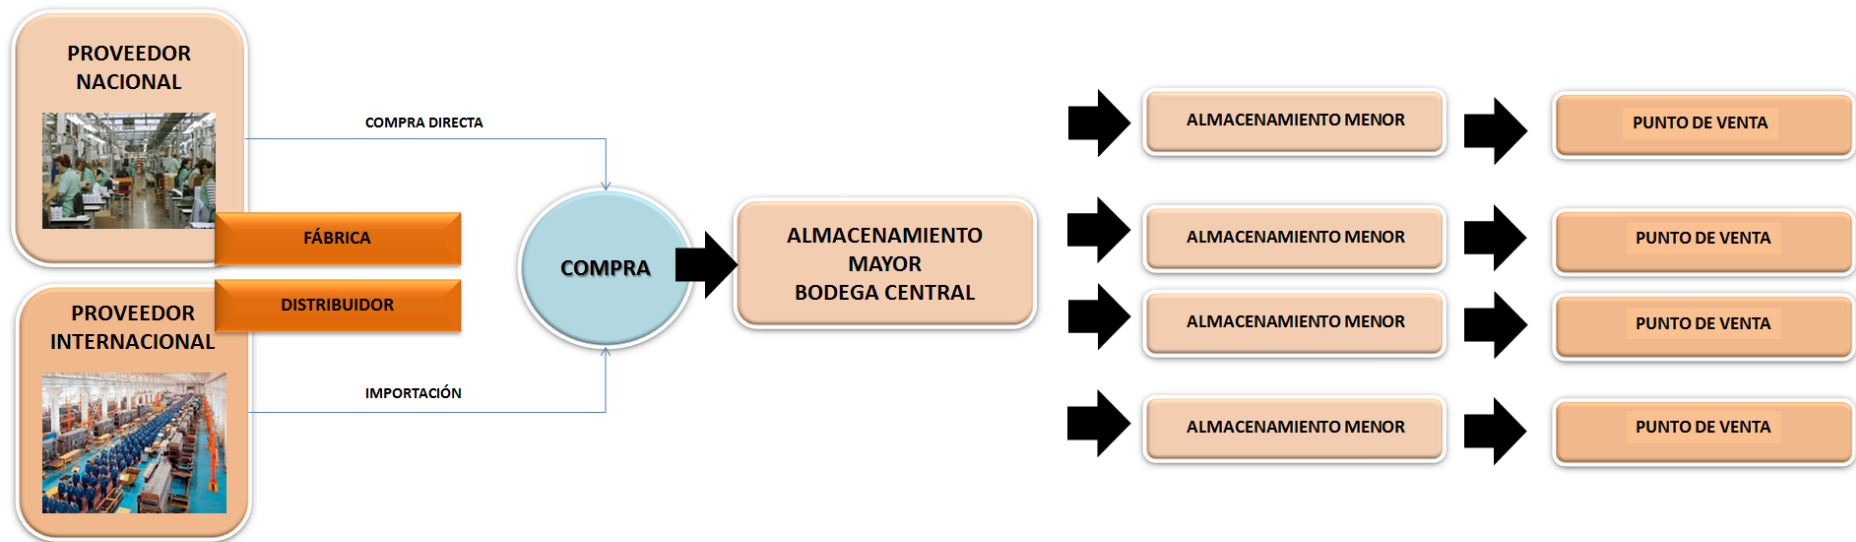 PROVEEDOR
NACIONAL
COMPRA DIRECTA
FÁBRICA
DISTRIBUIDOR
PROVEEDOR
INTERNACIONAL
IMPORTACIÓN
COMPRA
ALMACENAMIENTO
MAYOR
BODEGA CENTRAL
ALMACENAMIENTO MENOR
PUNTO DE VENTA
ALMACENAMIENTO MENOR
PUNTO DE VENTA
ALMACENAMIENTO MENOR
PUNTO DE VENTA
ALMACENAMIENTO MENOR
PUNTO DE VENTA